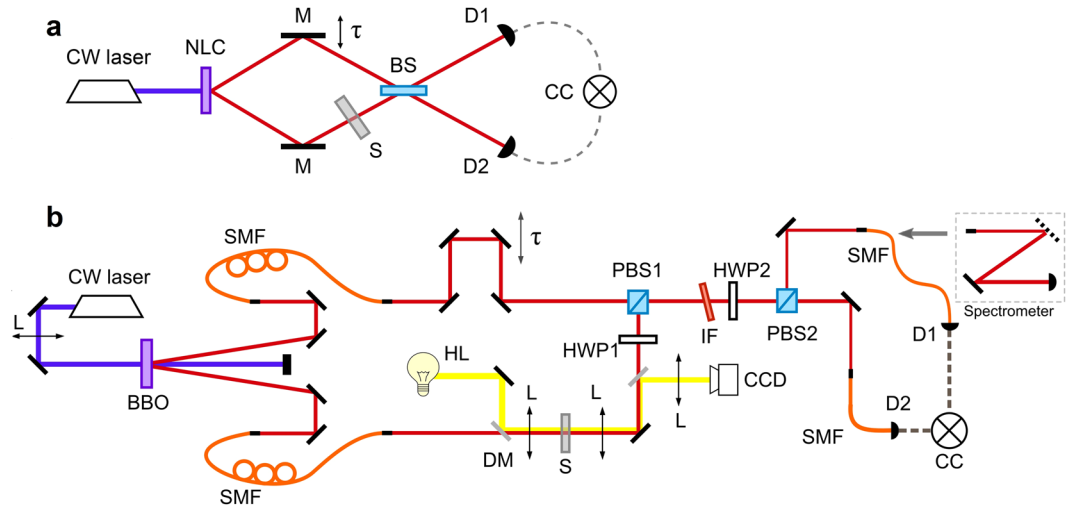 a
M
τ
D1
NLC
CW laser
BS
CC
S
M
D2
b
SMF
τ
SMF
CW laser
PBS1
HWP2
Spectrometer
L
PBS2
IF
D1
HL
HWP1
CCD
BBO
L
L
L
D2
DM
S
SMF
CC
SMF